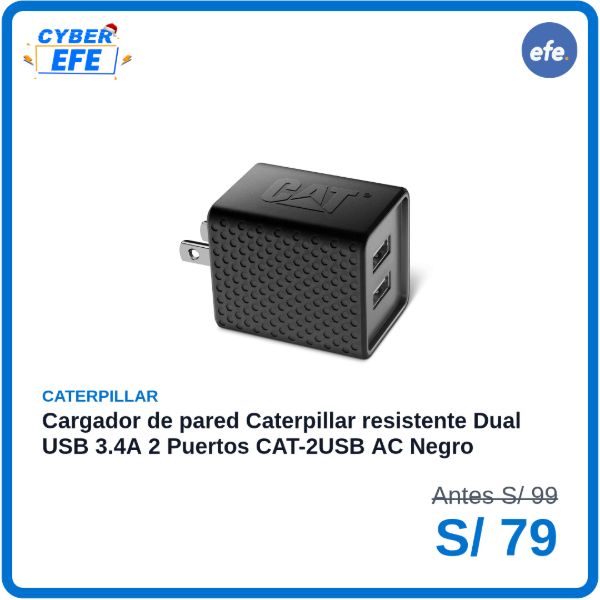 CYBER
EFE
efe.
CAT
CATERPILLAR
Cargador de pared Caterpillar resistente Dual
USB 3.4A 2 Puertos CAT-2USB AC Negro
Antes S/ 99
S/ 79